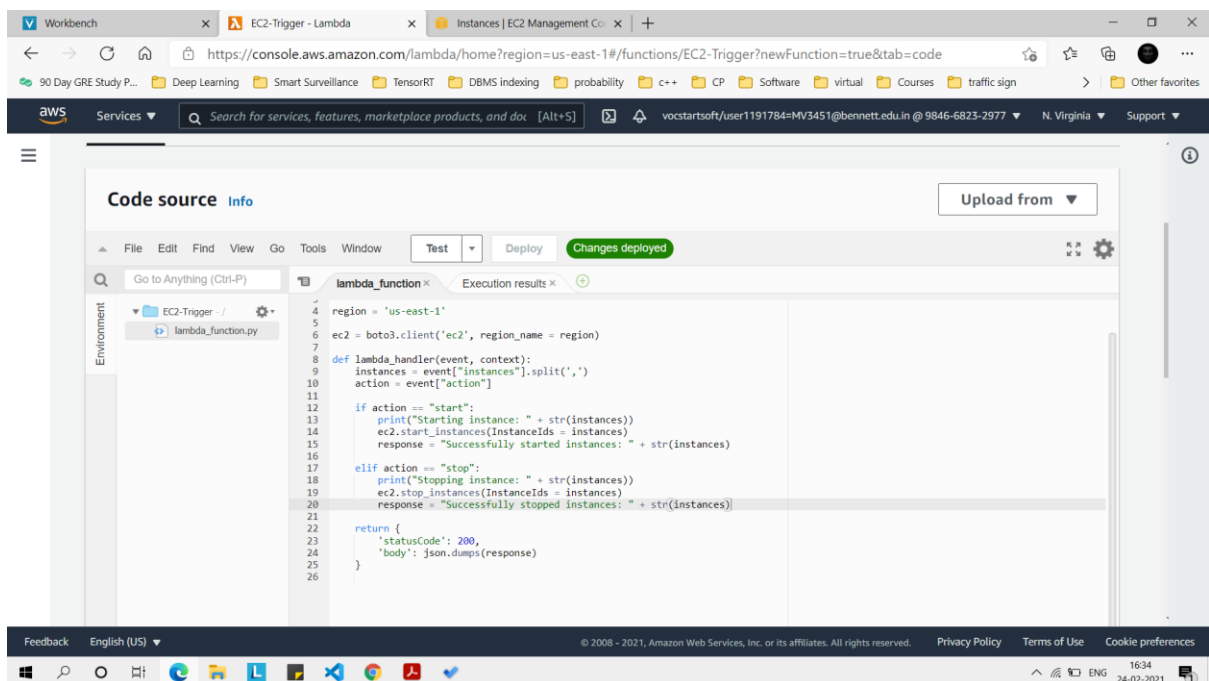 Workbench
EC2-Trigger - Lambda
Instances | EC2 Management Co
https://console.aws.amazon.com/lambda/home?region=us-east-1#/functions/EC2-Trigger?newFunction=true&tab=code
90 Day GRE Study P... Deep Learning Smart Surveillance TensorRT DBMS indexing probability c++ CP Software virtual Courses traffic sign Other favorites
aws Services ▼ Search for services, features, marketplace products, and doc [Alt+S] vocstartsoft/user1191784=MV3451@bennett.edu.in @ 9846-6823-2977 ▼ N. Virginia ▼ Support ▼
Code source Info
Upload from ▼
File Edit Find View Go Tools Window Test Deploy Changes deployed
Go to Anything (Ctrl-P) lambda_function × Execution results ×
Environment
EC2-Trigger - /
lambda_function.py
4 region = 'us-east-1'
5
6 ec2 = boto3.client('ec2', region_name = region)
7
8 def lambda_handler(event, context):
9     instances = event["instances"].split(',')
10     action = event["action"]
11
12     if action == "start":
13         print("Starting instance: " + str(instances))
14         ec2.start_instances(InstanceIds = instances)
15         response = "Successfully started instances: " + str(instances)
16
17     elif action == "stop":
18         print("Stopping instance: " + str(instances))
19         ec2.stop_instances(InstanceIds = instances)
20         response = "Successfully stopped instances: " + str(instances)
21
22     return {
23         'statusCode': 200,
24         'body': json.dumps(response)
25     }
26
Feedback English (US) ▼ © 2008 - 2021, Amazon Web Services, Inc. or its affiliates. All rights reserved. Privacy Policy Terms of Use Cookie preferences
ENG
16:34
24-02-2021